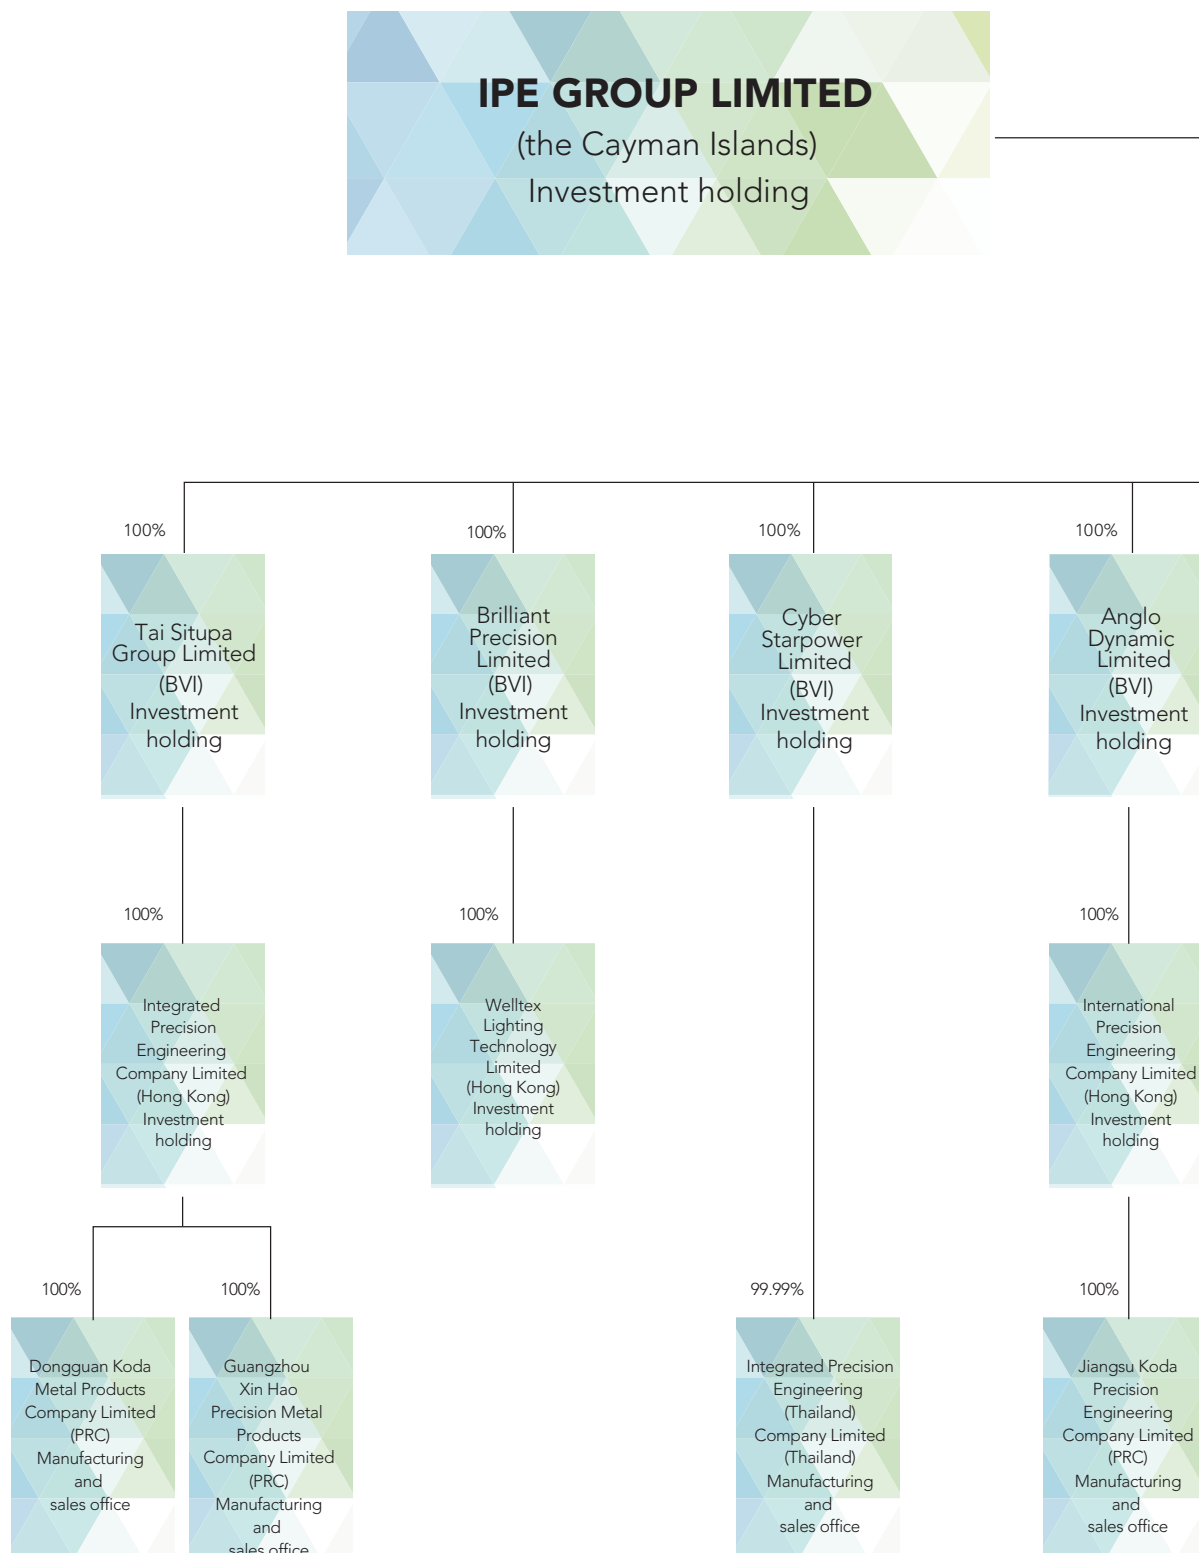 IPE GROUP LIMITED
(the Cayman Islands)
Investment holding
100%
100%
100%
100%
Tai Situpa
Group Limited
(BVI)
Investment
holding
Brilliant
Precision
Limited
(BVI)
Investment
holding
Cyber
Starpower
Limited
(BVI)
Investment
holding
Anglo
Dynamic
Limited
(BVI)
Investment
holding
100%
100%
100%
Integrated
Precision
Engineering
Company Limited
(Hong Kong)
Investment
holding
Welltex
Lighting
Technology
Limited
(Hong Kong)
Investment
holding
International
Precision
Engineering
Company Limited
(Hong Kong)
Investment
holding
100%
100%
99.99%
100%
Dongguan Koda
Metal Products
Company Limited
(PRC)
Manufacturing
and
sales office
Guangzhou
Xin Hao
Precision Metal
Products
Company Limited
(PRC)
Manufacturing
and
sales office
Integrated Precision
Engineering
(Thailand)
Company Limited
(Thailand)
Manufacturing
and
sales office
Jiangsu Koda
Precision
Engineering
Company Limited
(PRC)
Manufacturing
and
sales office